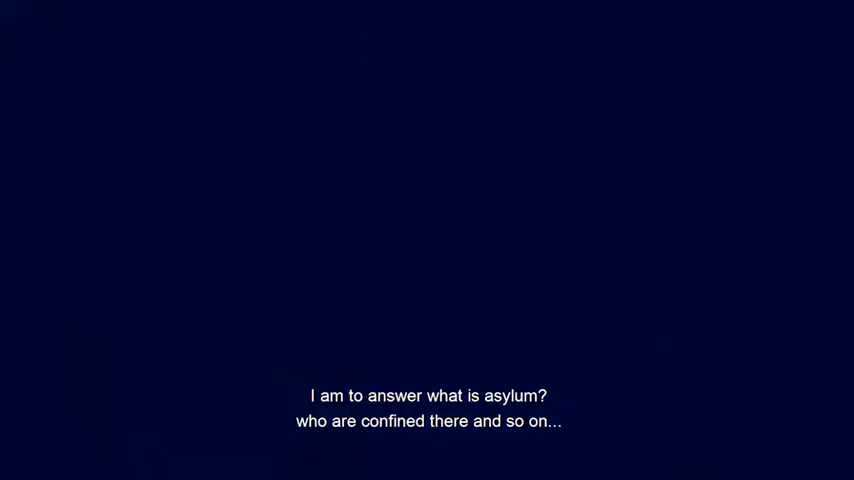 I am to answer what is asylum?
who are confined there and so on...